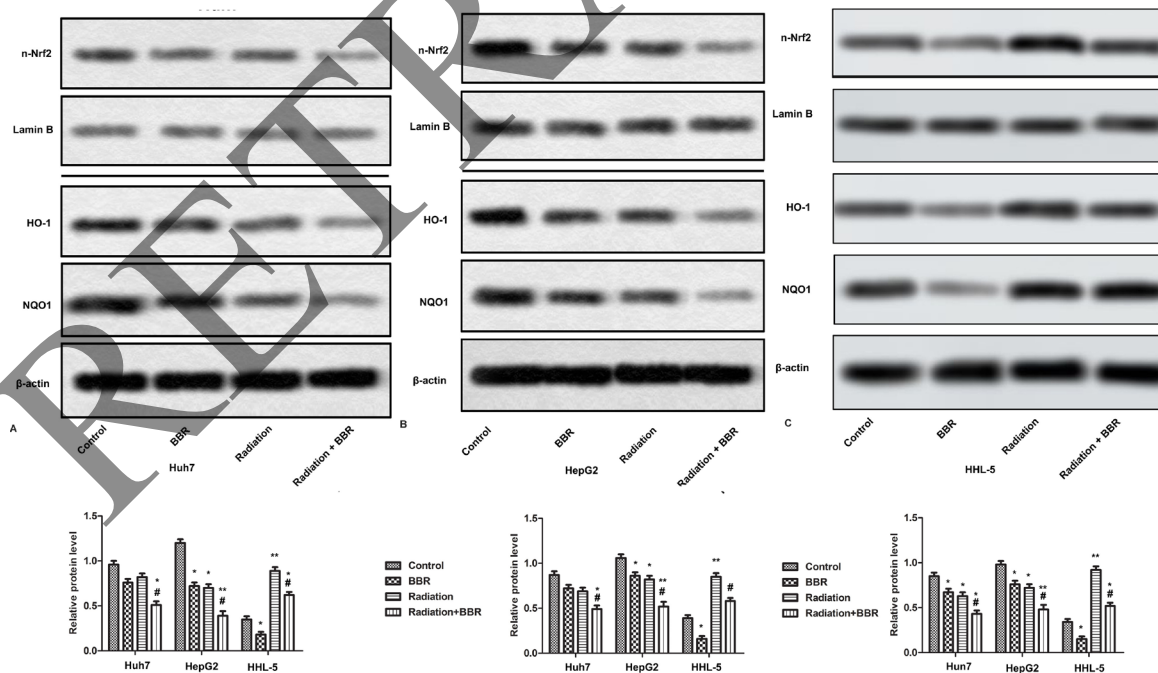 n-Nrf2
Lamin B
HO-1
NQO1
β-actin
A
Control
BBR
Radiation
Radiation + BBR
Huh7
n-Nrf2
Lamin B
HO-1
NQO1
β-actin
B
Control
BBR
Radiation
Radiation + BBR
HepG2
n-Nrf2
Lamin B
HO-1
NQO1
β-actin
C
Control
BBR
Radiation
Radiation + BBR
HHL-5
RETRA
Relative protein level
1.5
1.0
0.5
0.0
*
#
* *
**
#
*
**
*
#
Huh7 HepG2 HHL-5
Control
BBR
Radiation
Radiation+BBR
Relative protein level
1.5
1.0
0.5
0.0
*
#
* *
**
#
*
**
#
Huh7 HepG2 HHL-5
Control
BBR
Radiation
Radiation+BBR
Relative protein level
1.5
1.0
0.5
0.0
* *
*
#
* *
**
#
*
**
*
#
Hun7 HepG2 HHL-5